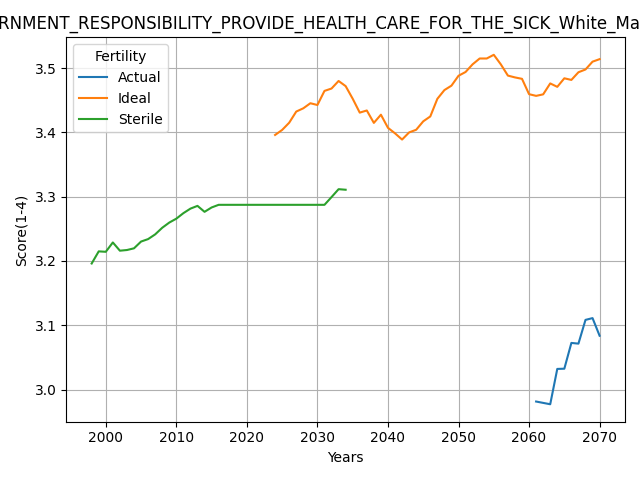 RNMENT_RESPONSIBILITY_PROVIDE_HEALTH_CARE_FOR_THE_SICK_White_Ma
Fertility
Actual
Ideal
Sterile
3.5
3.4
3.3
3.2
3.1
3.0
Score(1-4)
2000 2010 2020 2030 2040 2050 2060 2070
Years